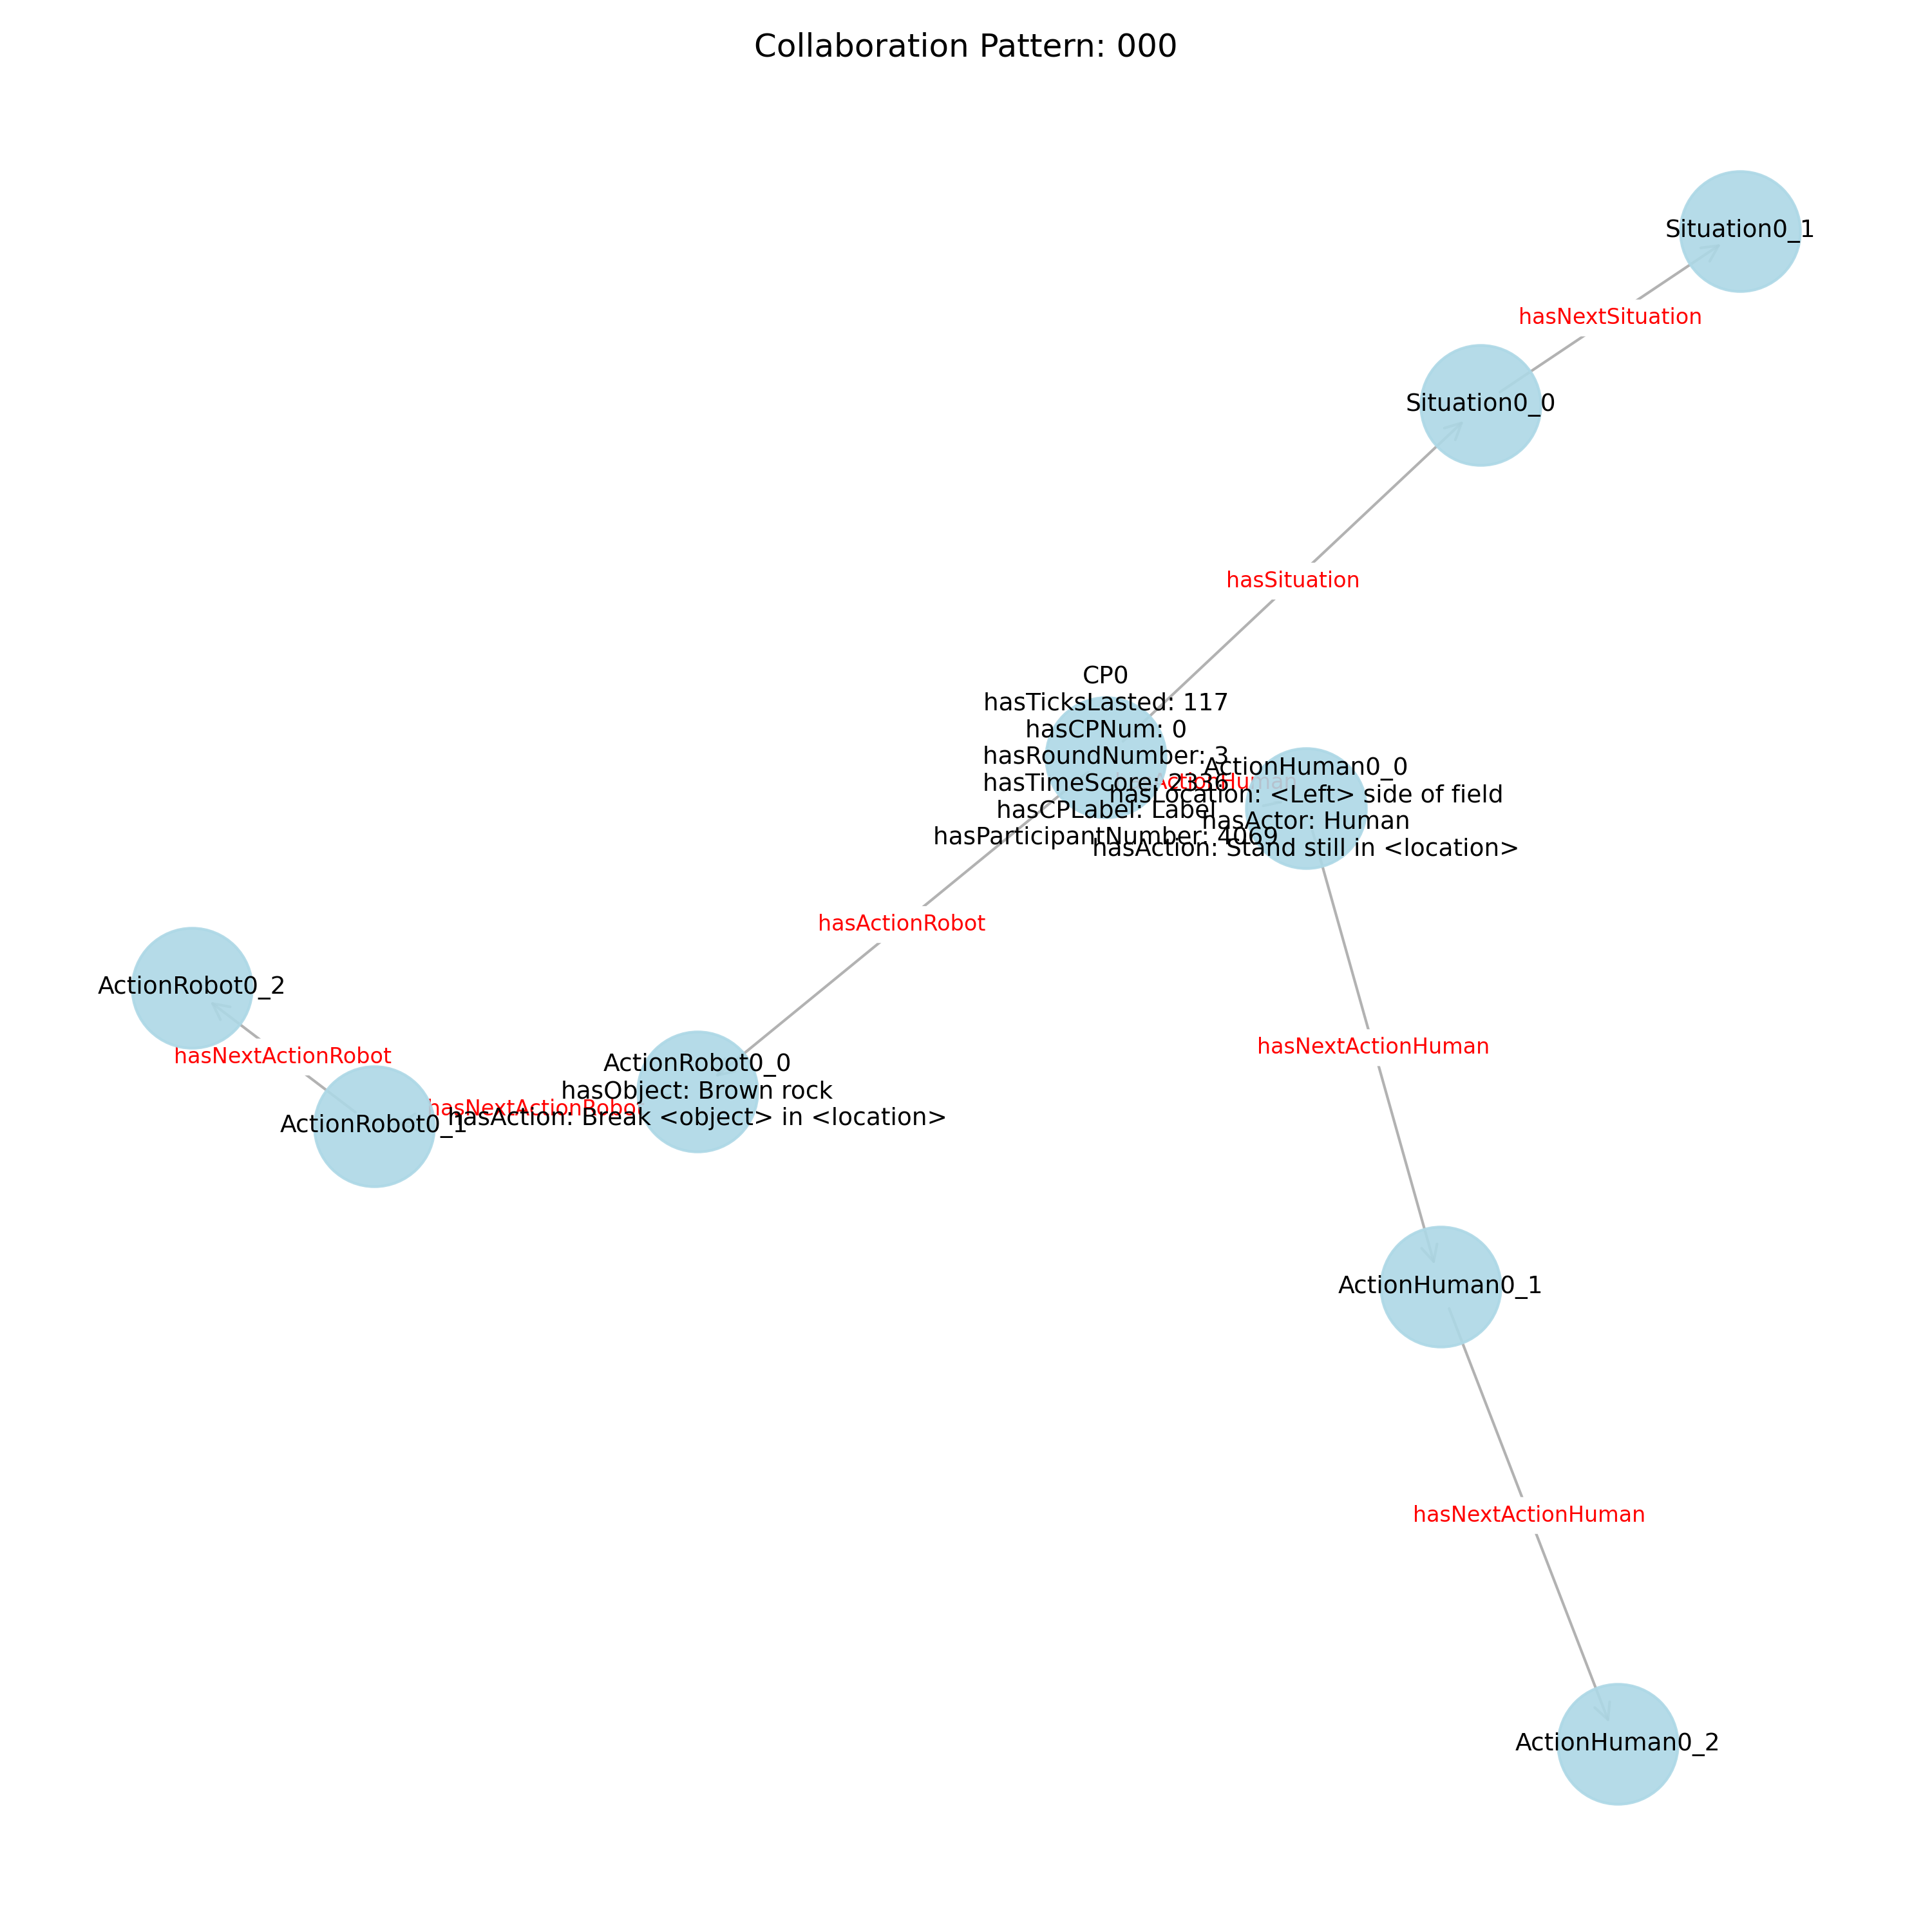 Collaboration Pattern: 000
Situation0_1
hasNextSituation
Situation0_0
hasSituation
CP0
hasTicksLasted: 117
hasCPNum: 0
hasRoundNumber: 3
hasTimeScore: 2336
hasCPLabel: Label
hasParticipantNumber: 4069
ActionHuman0_0
hasLocation: <Left> side of field
hasActor: Human
hasAction: Stand still in <location>
hasActionRobot
ActionRobot0_2
hasNextActionRobot
ActionRobot0_1
hasNextActionRobot
ActionRobot0_0
hasObject: Brown rock
hasAction: Break <object> in <location>
hasNextActionHuman
ActionHuman0_1
hasNextActionHuman
ActionHuman0_2